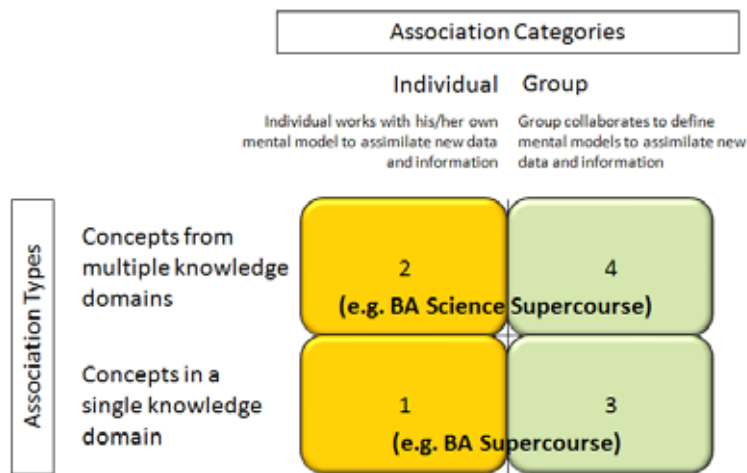 Association Categories
Individual Group
Individual works with his/her own
mental model to assimilate new data
and information
Group collaborates to define
mental models to assimilate new
data and information
Association Types
Concepts from
multiple knowledge
domains
2
4
(e.g. BA Science Supercourse)
Concepts in a
single knowledge
domain
1
3
(e.g. BA Supercourse)